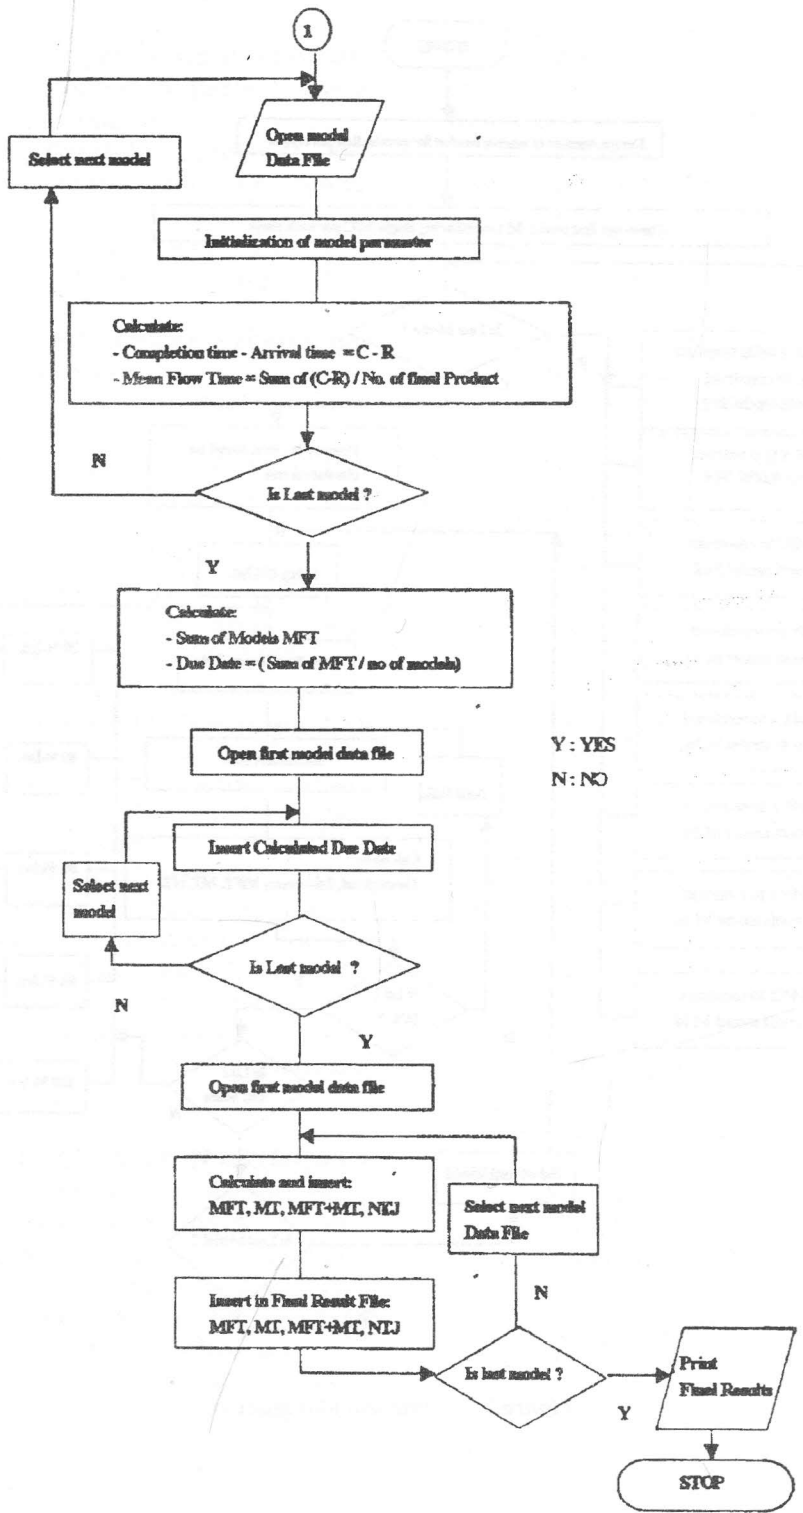 1
Open model
Data File
Select next model
Initialization of model parameter
Calculate:
- Completion time - Arrival time = C - R
- Mean Flow Time = Sum of (C-R) / No. of final Product
N
Is Last model ?
Y
Calculate:
- Sum of Models MFT
- Due Date = ( Sum of MFT / no of models)
Open first model data file
Y : YES
N : NO
Insert Calculated Due Date
Select next
model
Is Last model ?
N
Y
Open first model data file
Calculate and insert:
MFT, MT, MFT+MT, NTJ
Select next model
Data File
Insert in Final Result File:
MFT, MT, MFT+MT, NTJ
N
Is last model ?
Print
Final Results
Y
STOP